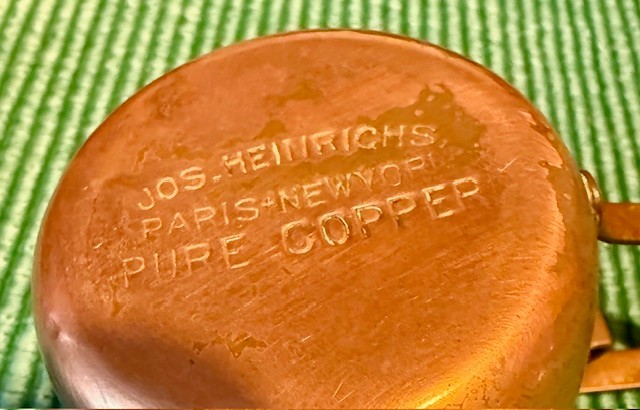 JOS. HEINRICHS
PARIS + NEW YORK
PURE COPPER